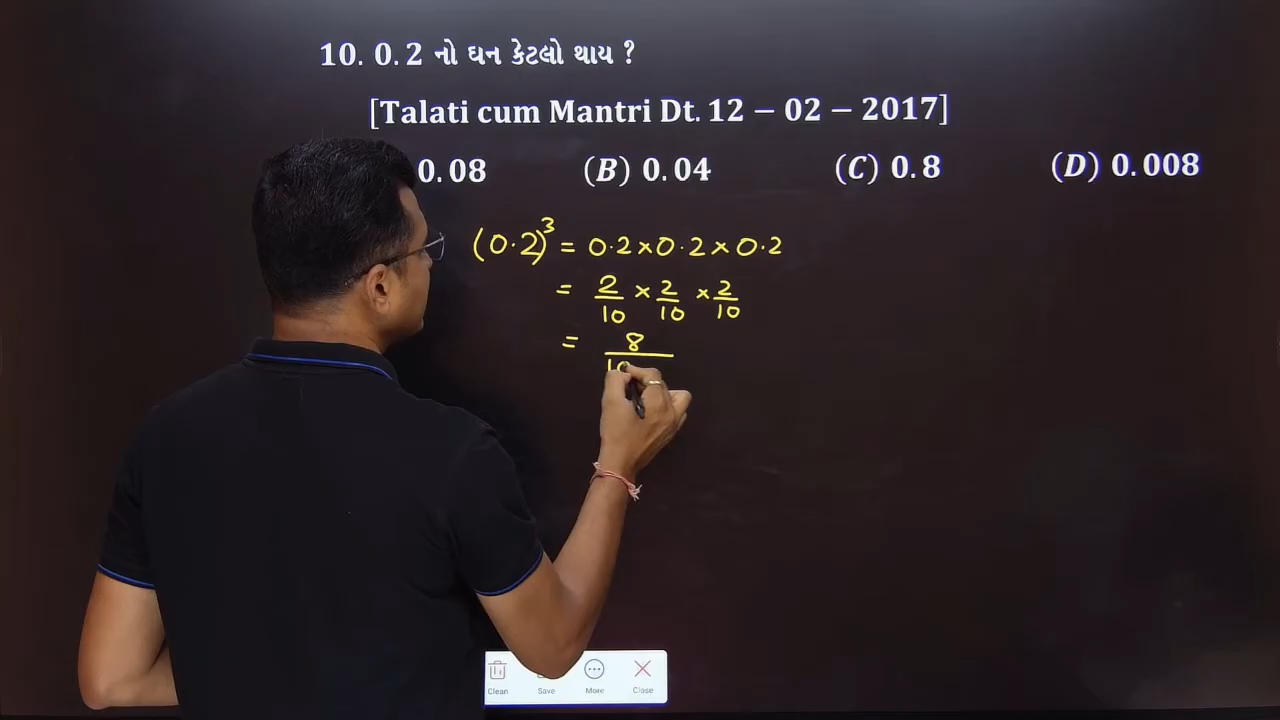 10. 0.2 નો ઘન કેટલો થાય ?
[Talati cum Mantri Dt. 12 – 02 – 2017]
0.08 (B) 0.04 (C) 0.8 (D) 0.008
(0.2)³ = 0.2 × 0.2 × 0.2
= 2/10 × 2/10 × 2/10
= 8/10
Clean Save More Close